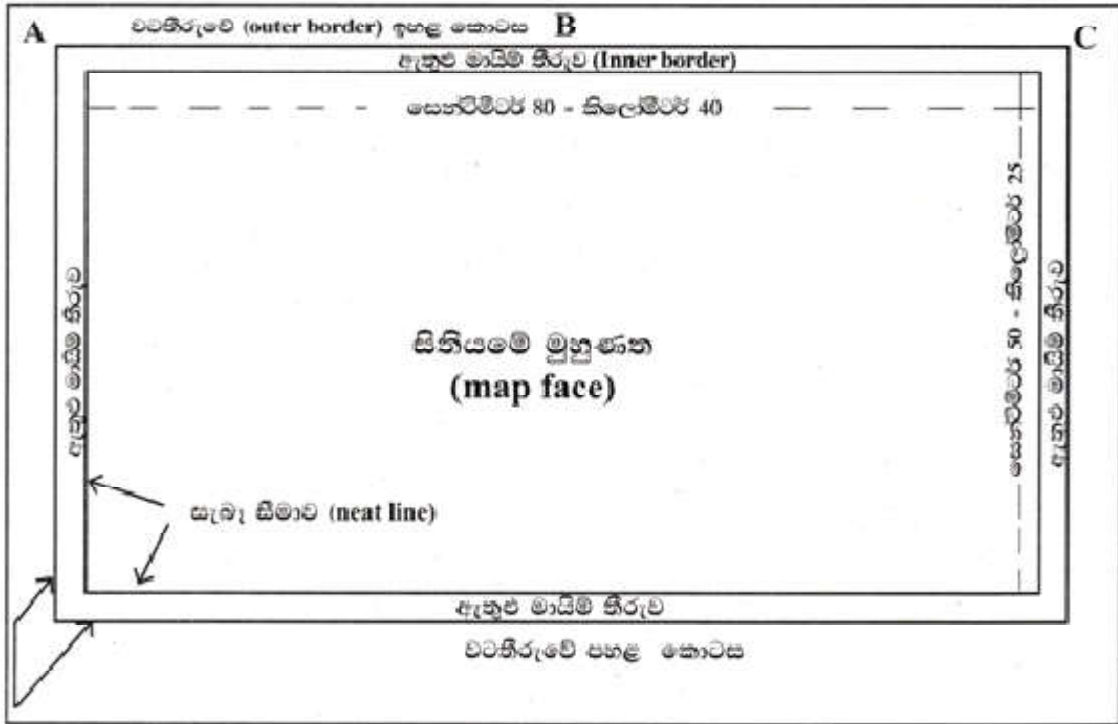 A වටතීරුවේ (outer border) ඉහළ කොටස B C
ඇතුළු මායිම් තීරුව (Inner border)
සෙන්ටිමීටර් 80 - කිලෝමීටර් 40
සෙන්ටිමීටර් 50 - කිලෝමීටර් 25
ඇතුළු මායිම් තීරුව
ඇතුළු මායිම් තීරුව
සිතියමේ මුහුණත
(map face)
සැබෑ සීමාව (neat line)
ඇතුළු මායිම් තීරුව
වටතීරුවේ පහළ කොටස